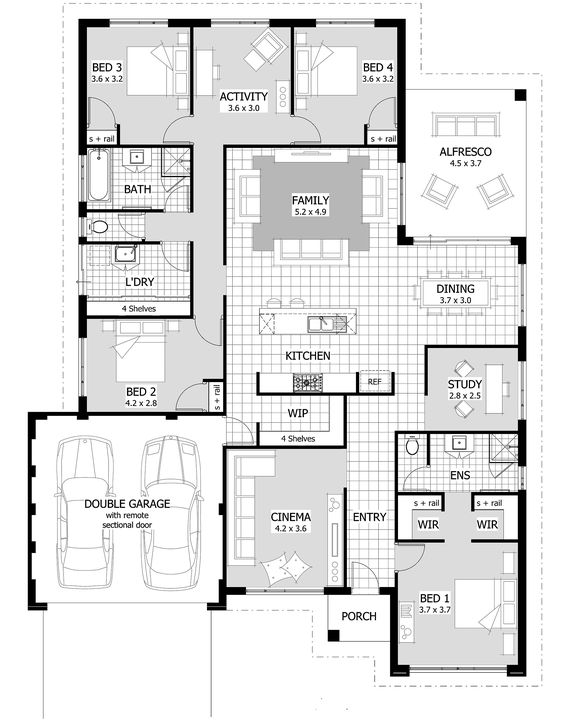 BED 3
3.6 x 3.2
ACTIVITY
3.6 x 3.0
BED 4
3.6 x 3.2
s + rail
s + rail
ALFRESCO
4.5 x 3.7
BATH
FAMILY
5.2 x 4.9
L'DRY
4 Shelves
DINING
3.7 x 3.0
KITCHEN
REF
BED 2
4.2 x 2.8
s + rail
STUDY
2.8 x 2.5
WIP
4 Shelves
ENS
DOUBLE GARAGE
with remote
sectional door
CINEMA
4.2 x 3.6
ENTRY
s + rail
s + rail
WIR
WIR
BED 1
3.7 x 3.7
PORCH